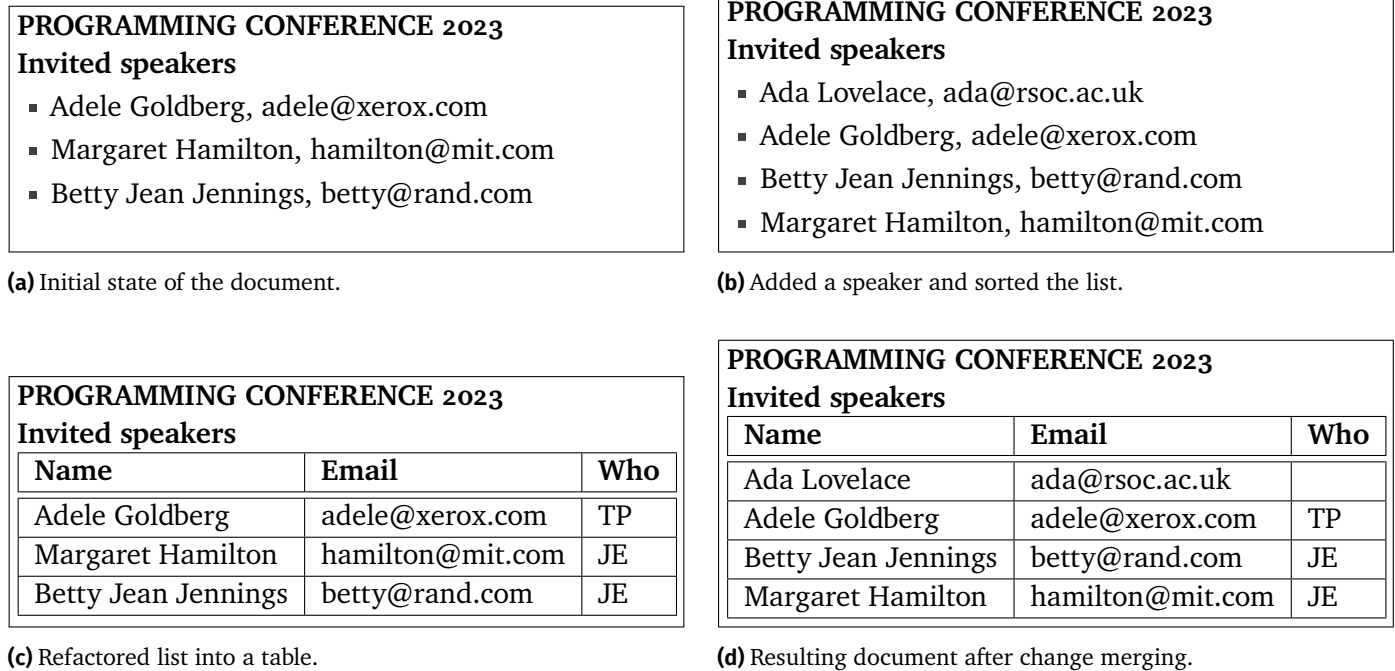 PROGRAMMING CONFERENCE 2023
Invited speakers
▪ Adele Goldberg, adele@xerox.com
▪ Margaret Hamilton, hamilton@mit.com
▪ Betty Jean Jennings, betty@rand.com
(a) Initial state of the document.
PROGRAMMING CONFERENCE 2023
Invited speakers
▪ Ada Lovelace, ada@rsoc.ac.uk
▪ Adele Goldberg, adele@xerox.com
▪ Betty Jean Jennings, betty@rand.com
▪ Margaret Hamilton, hamilton@mit.com
(b) Added a speaker and sorted the list.
PROGRAMMING CONFERENCE 2023
Invited speakers
Name Email Who
Adele Goldberg adele@xerox.com TP
Margaret Hamilton hamilton@mit.com JE
Betty Jean Jennings betty@rand.com JE
(c) Refactored list into a table.
PROGRAMMING CONFERENCE 2023
Invited speakers
Name Email Who
Ada Lovelace ada@rsoc.ac.uk
Adele Goldberg adele@xerox.com TP
Betty Jean Jennings betty@rand.com JE
Margaret Hamilton hamilton@mit.com JE
(d) Resulting document after change merging.